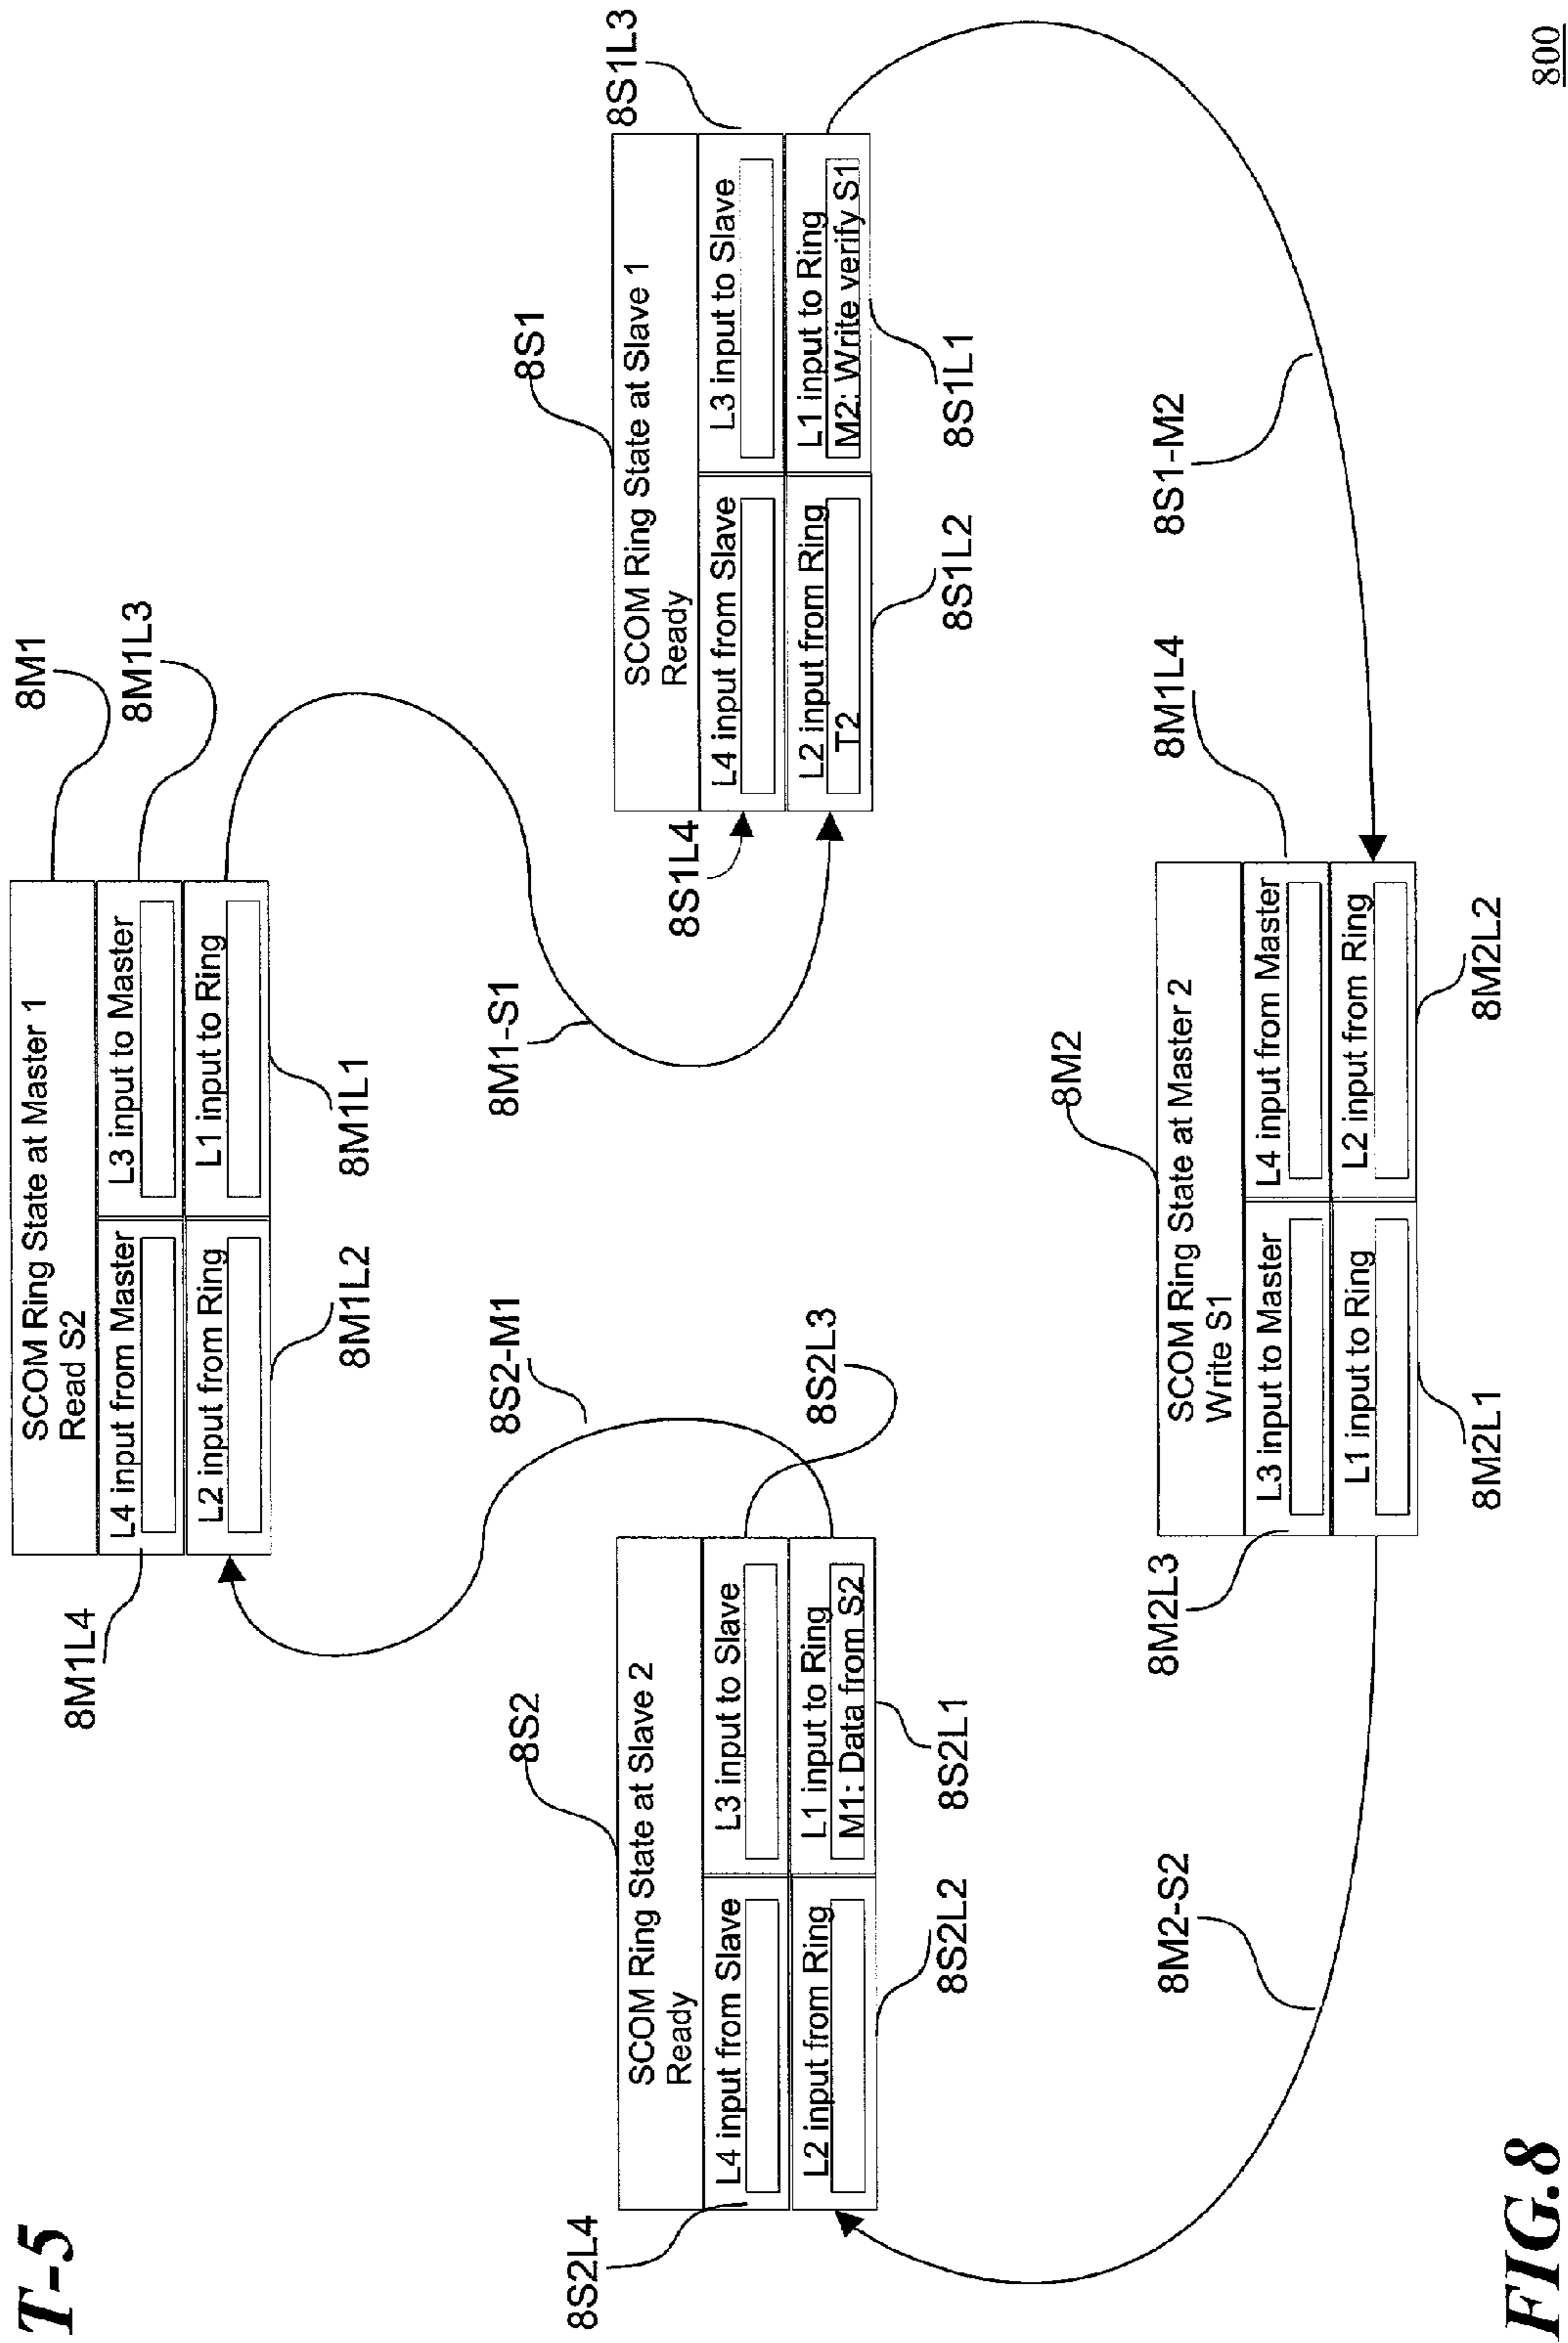 T-5
8M1
SCOM Ring State at Master 1
Read S2
8M1L4
L4 input from Master
L3 input to Master
8M1L3
L2 input from Ring
L1 input to Ring
8M1L2
8M1L1
8S2-M1
8M1-S1
8S2
SCOM Ring State at Slave 2
Ready
8S2L4
L4 input from Slave
L3 input to Slave
8S2L3
L2 input from Ring
L1 input to Ring
M1: Data from S2
8S2L2
8S2L1
8S1
SCOM Ring State at Slave 1
Ready
8S1L4
L4 input from Slave
L3 input to Slave
8S1L3
L2 input from Ring
T2
L1 input to Ring
M2: Write verify S1
8S1L2
8S1L1
8M2
SCOM Ring State at Master 2
Write S1
8M2L3
L3 input to Master
L4 input from Master
8M1L4
L1 input to Ring
L2 input from Ring
8M2L1
8M2L2
8M2-S2
8S1-M2
FIG.8
800